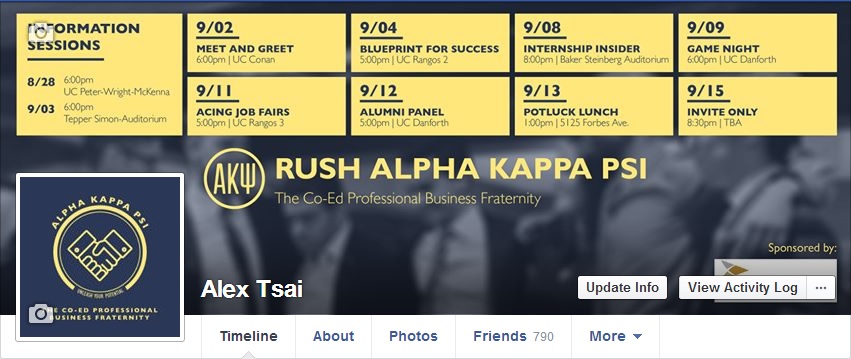 INFORMATION
SESSIONS
8/28 6:00pm
UC Peter-Wright-McKenna
9/03 6:00pm
Tepper Simon-Auditorium
9/02
MEET AND GREET
6:00pm | UC Conan
9/04
BLUEPRINT FOR SUCCESS
5:00pm | UC Rangos 2
9/08
INTERNSHIP INSIDER
8:00pm | Baker Steinberg Auditorium
9/09
GAME NIGHT
6:00pm | UC Danforth
9/11
ACING JOB FAIRS
5:00pm | UC Rangos 3
9/12
ALUMNI PANEL
5:00pm | UC Danforth
9/13
POTLUCK LUNCH
1:00pm | 5125 Forbes Ave.
9/15
INVITE ONLY
8:30pm | TBA
ΑΚΨ
RUSH ALPHA KAPPA PSI
The Co-Ed Professional Business Fraternity
Sponsored by:
ALPHA KAPPA PSI
UNLEASH YOUR POTENTIAL
THE CO-ED PROFESSIONAL
BUSINESS FRATERNITY
Alex Tsai
Update Info
View Activity Log ...
Timeline About Photos Friends 790 More